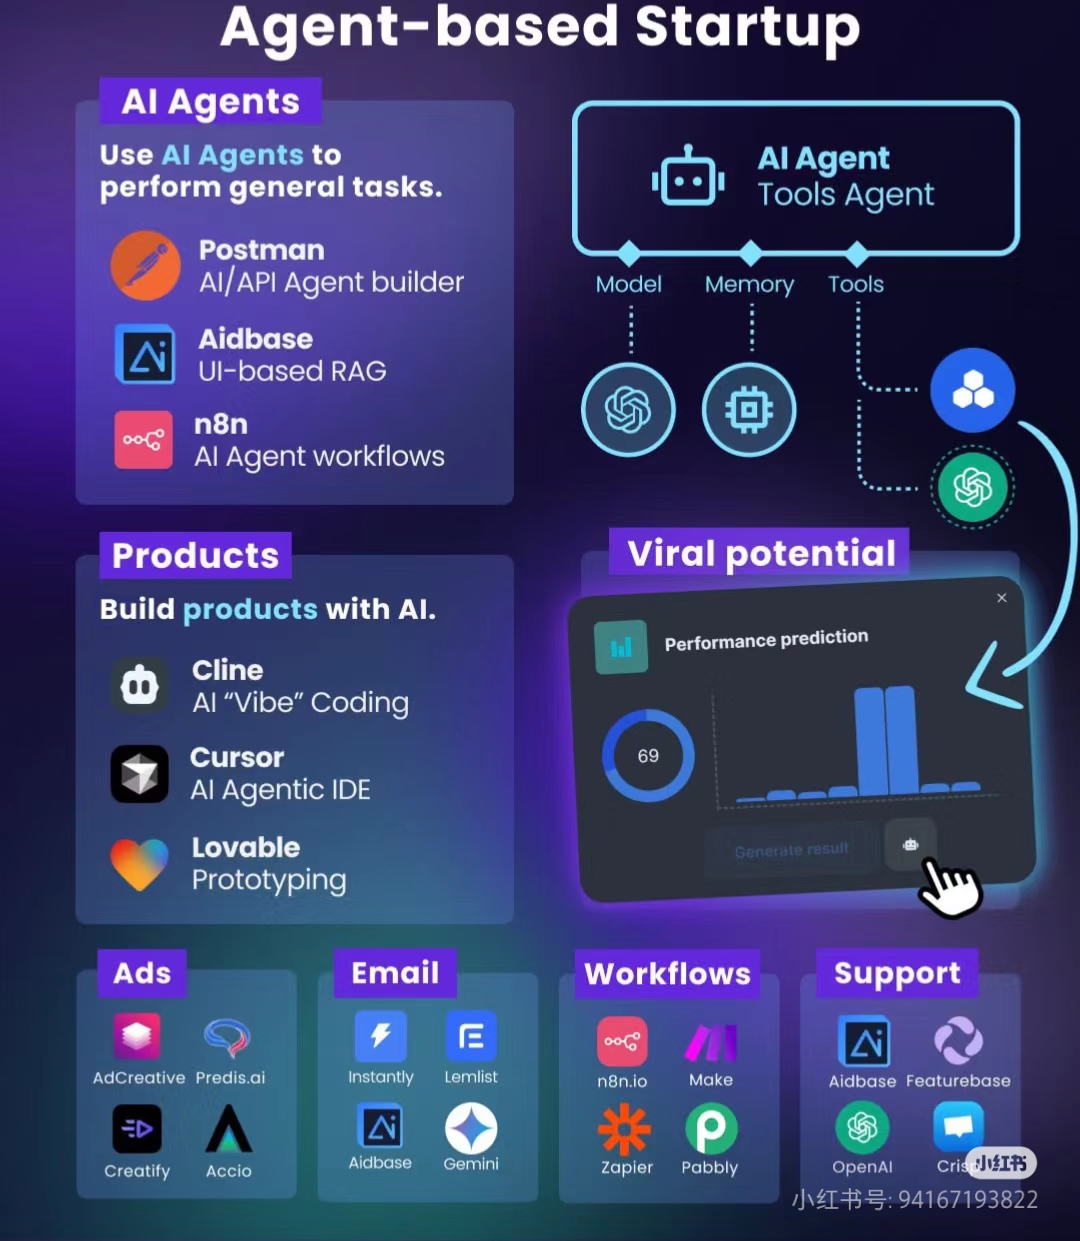 Agent-based Startup
AI Agents
Use AI Agents to
perform general tasks.
Postman
AI/API Agent builder
Aidbase
UI-based RAG
n8n
AI Agent workflows
AI Agent
Tools Agent
Model
Memory
Tools
Products
Build products with AI.
Cline
AI “Vibe” Coding
Cursor
AI Agentic IDE
Lovable
Prototyping
Viral potential
Performance prediction
69
Generate result
Ads
AdCreative
Predis.ai
Creatify
Accio
Email
Instantly
Lemlist
Aidbase
Gemini
Workflows
n8n.io
Make
Zapier
Pabbly
Support
Aidbase
Featurebase
OpenAI
Crisp
小红书
小红书号: 94167193822